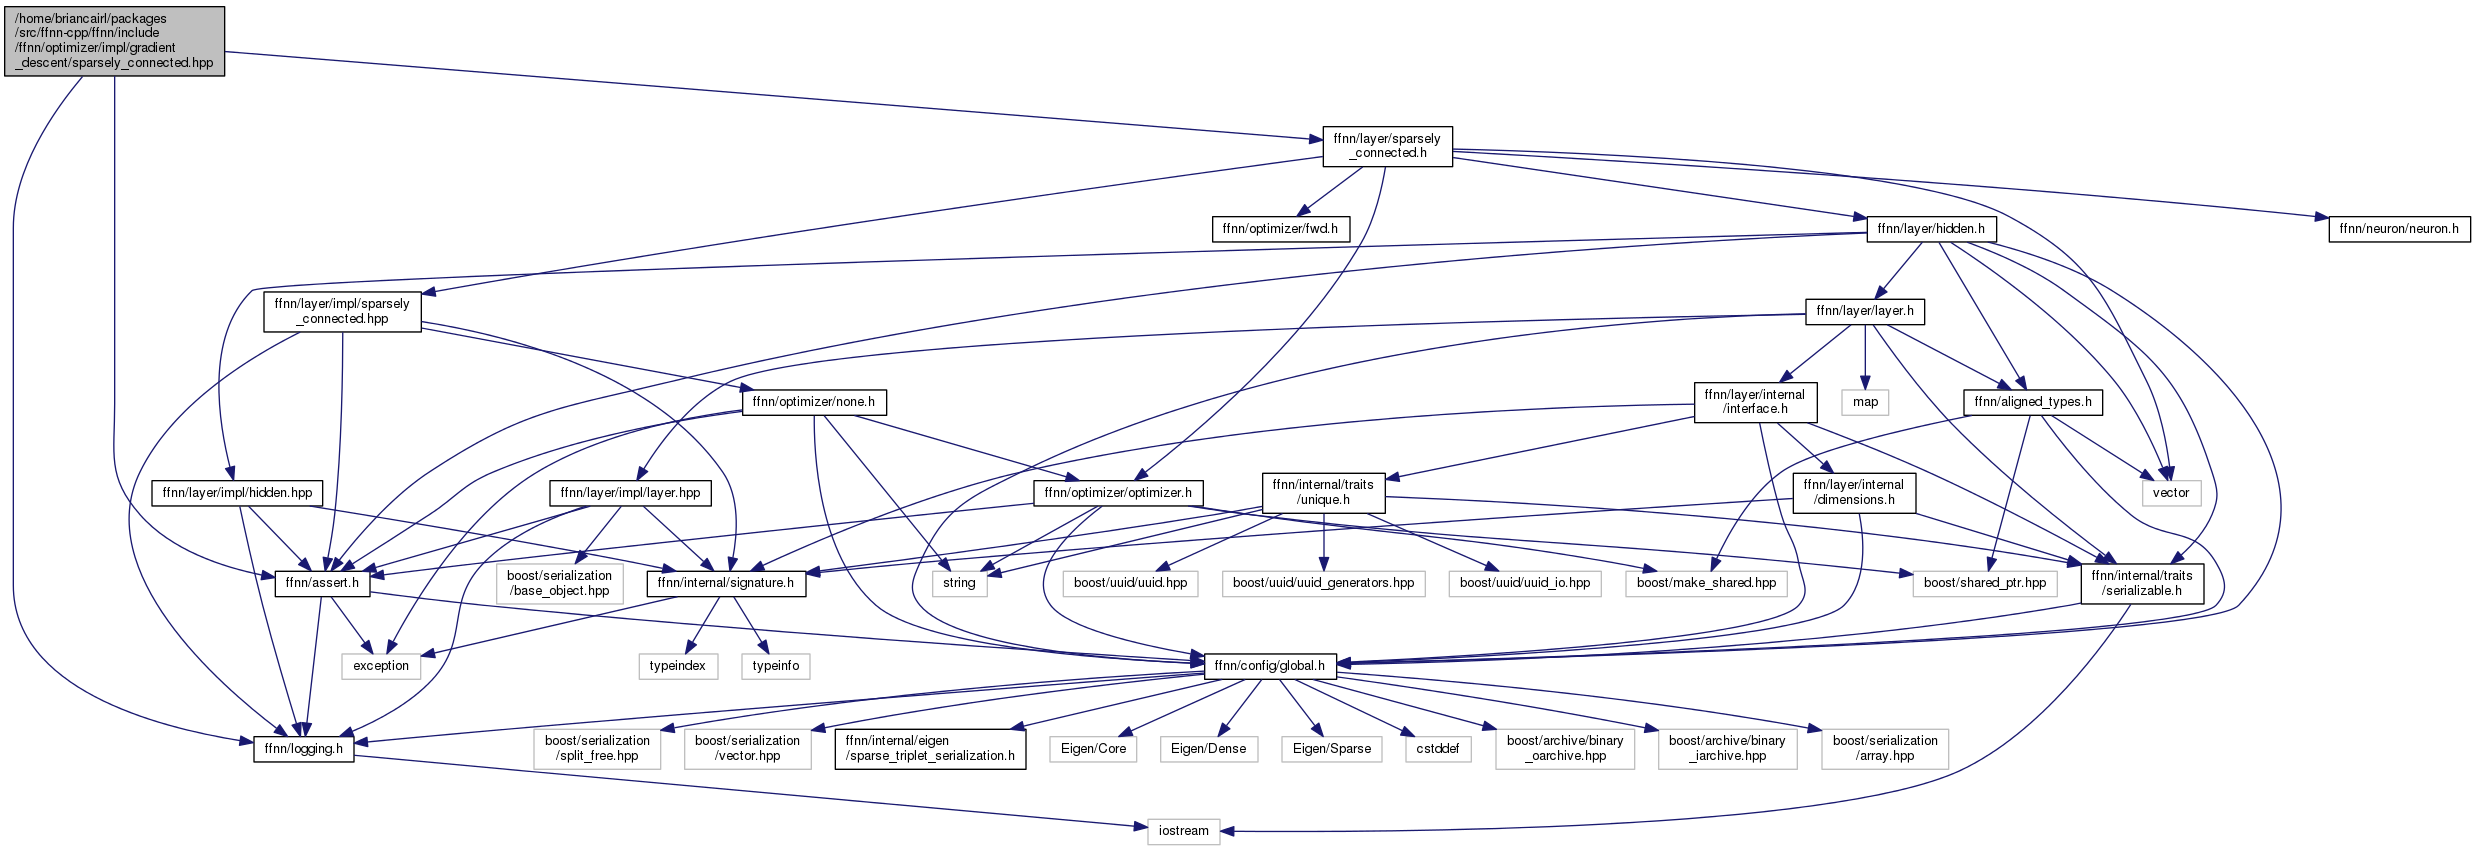 /home/briancairl/packages
/src/ffnn-cpp/ffnn/include
/ffnn/optimizer/impl/gradient
_descent/sparsely_connected.hpp
ffnn/layer/sparsely
_connected.h
ffnn/optimizer/fwd.h
ffnn/layer/hidden.h
ffnn/neuron/neuron.h
ffnn/layer/impl/sparsely
_connected.hpp
ffnn/layer/layer.h
ffnn/optimizer/none.h
ffnn/layer/internal
/interface.h
map
ffnn/aligned_types.h
ffnn/layer/impl/hidden.hpp
ffnn/layer/impl/layer.hpp
ffnn/optimizer/optimizer.h
ffnn/internal/traits
/unique.h
ffnn/layer/internal
/dimensions.h
vector
ffnn/assert.h
boost/serialization
/base_object.hpp
ffnn/internal/signature.h
string
boost/uuid/uuid.hpp
boost/uuid/uuid_generators.hpp
boost/uuid/uuid_io.hpp
boost/make_shared.hpp
boost/shared_ptr.hpp
ffnn/internal/traits
/serializable.h
exception
typeindex
typeinfo
ffnn/config/global.h
ffnn/logging.h
boost/serialization
/split_free.hpp
boost/serialization
/vector.hpp
ffnn/internal/eigen
/sparse_triplet_serialization.h
Eigen/Core
Eigen/Dense
Eigen/Sparse
cstddef
boost/archive/binary
_oarchive.hpp
boost/archive/binary
_iarchive.hpp
boost/serialization
/array.hpp
iostream